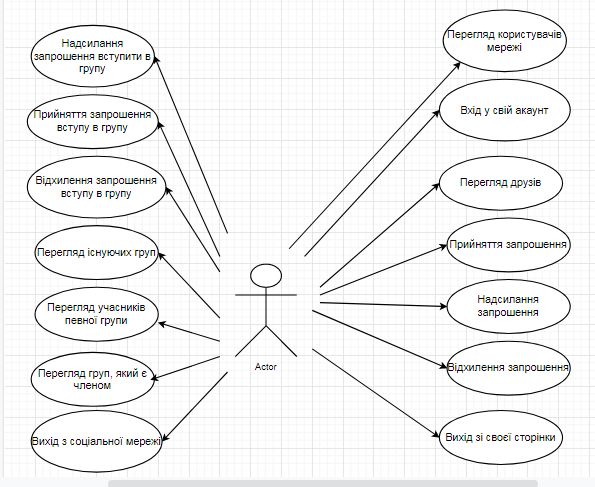 Надсилання
запрошення вступити в
групу
Прийняття запрошення
вступу в групу
Відхилення запрошення
вступу в групу
Перегляд існуючих груп
Перегляд учасників
певної групи
Перегляд груп, який є
членом
Вихід з соціальної мережі
Actor
Перегляд користувачів
мережі
Вхід у свій акаунт
Перегляд друзів
Прийняття запрошення
Надсилання
запрошення
Відхилення запрошення
Вихід зі своєї сторінки